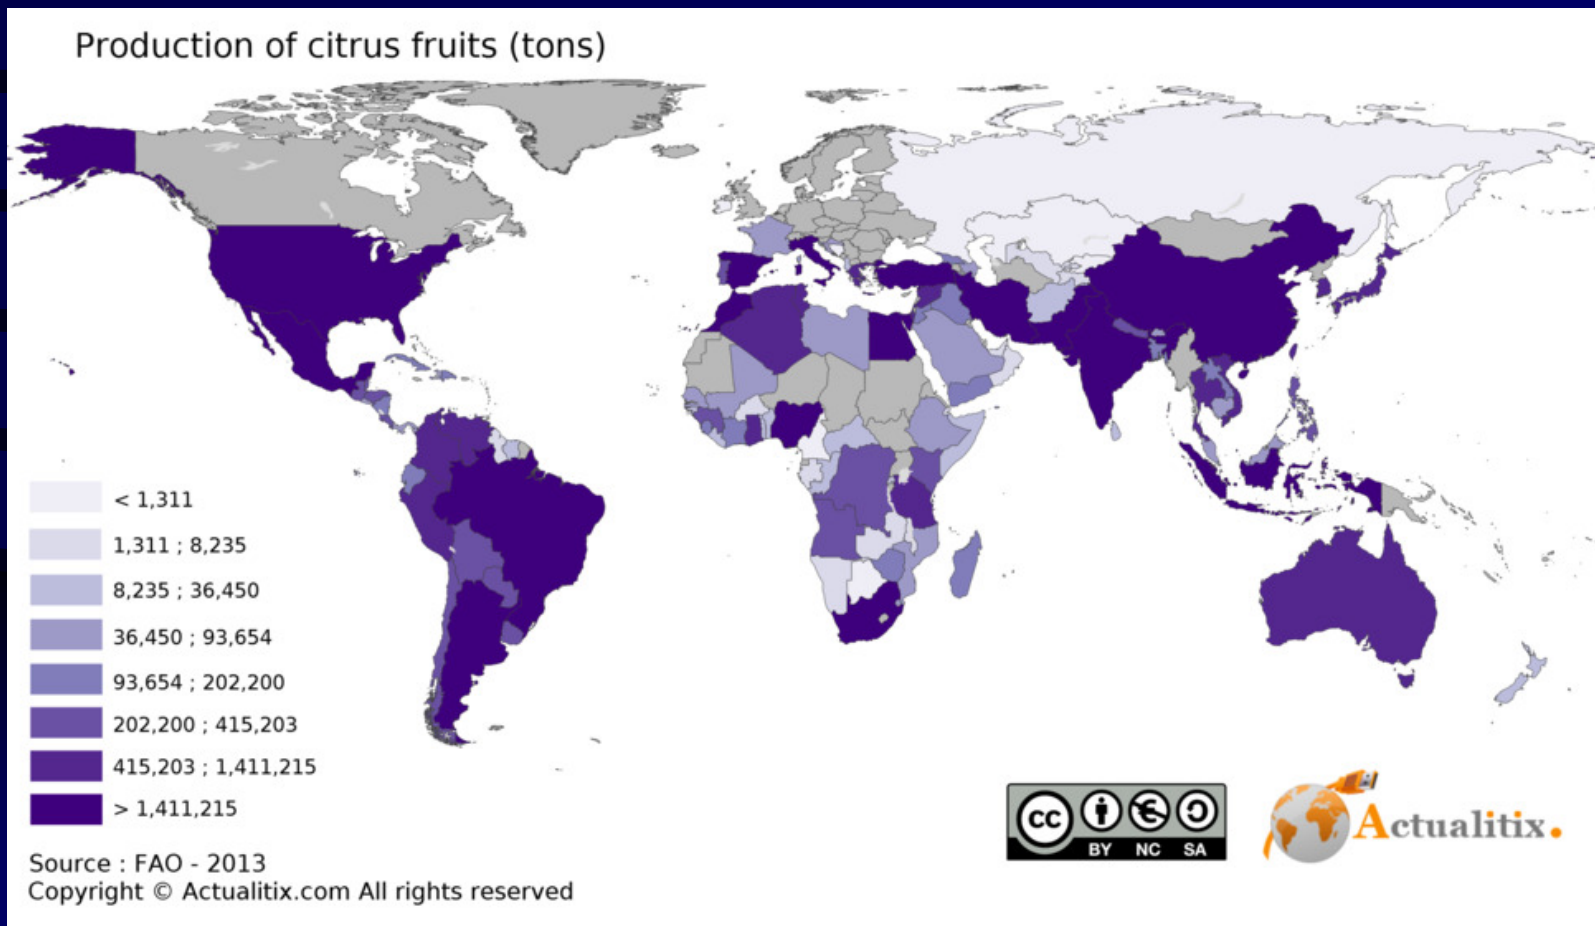 Production of citrus fruits (tons)
< 1,311
1,311 ; 8,235
8,235 ; 36,450
36,450 ; 93,654
93,654 ; 202,200
202,200 ; 415,203
415,203 ; 1,411,215
> 1,411,215
Source : FAO - 2013
Copyright © Actualitix.com All rights reserved
cc
BY NC SA
Actualitix.